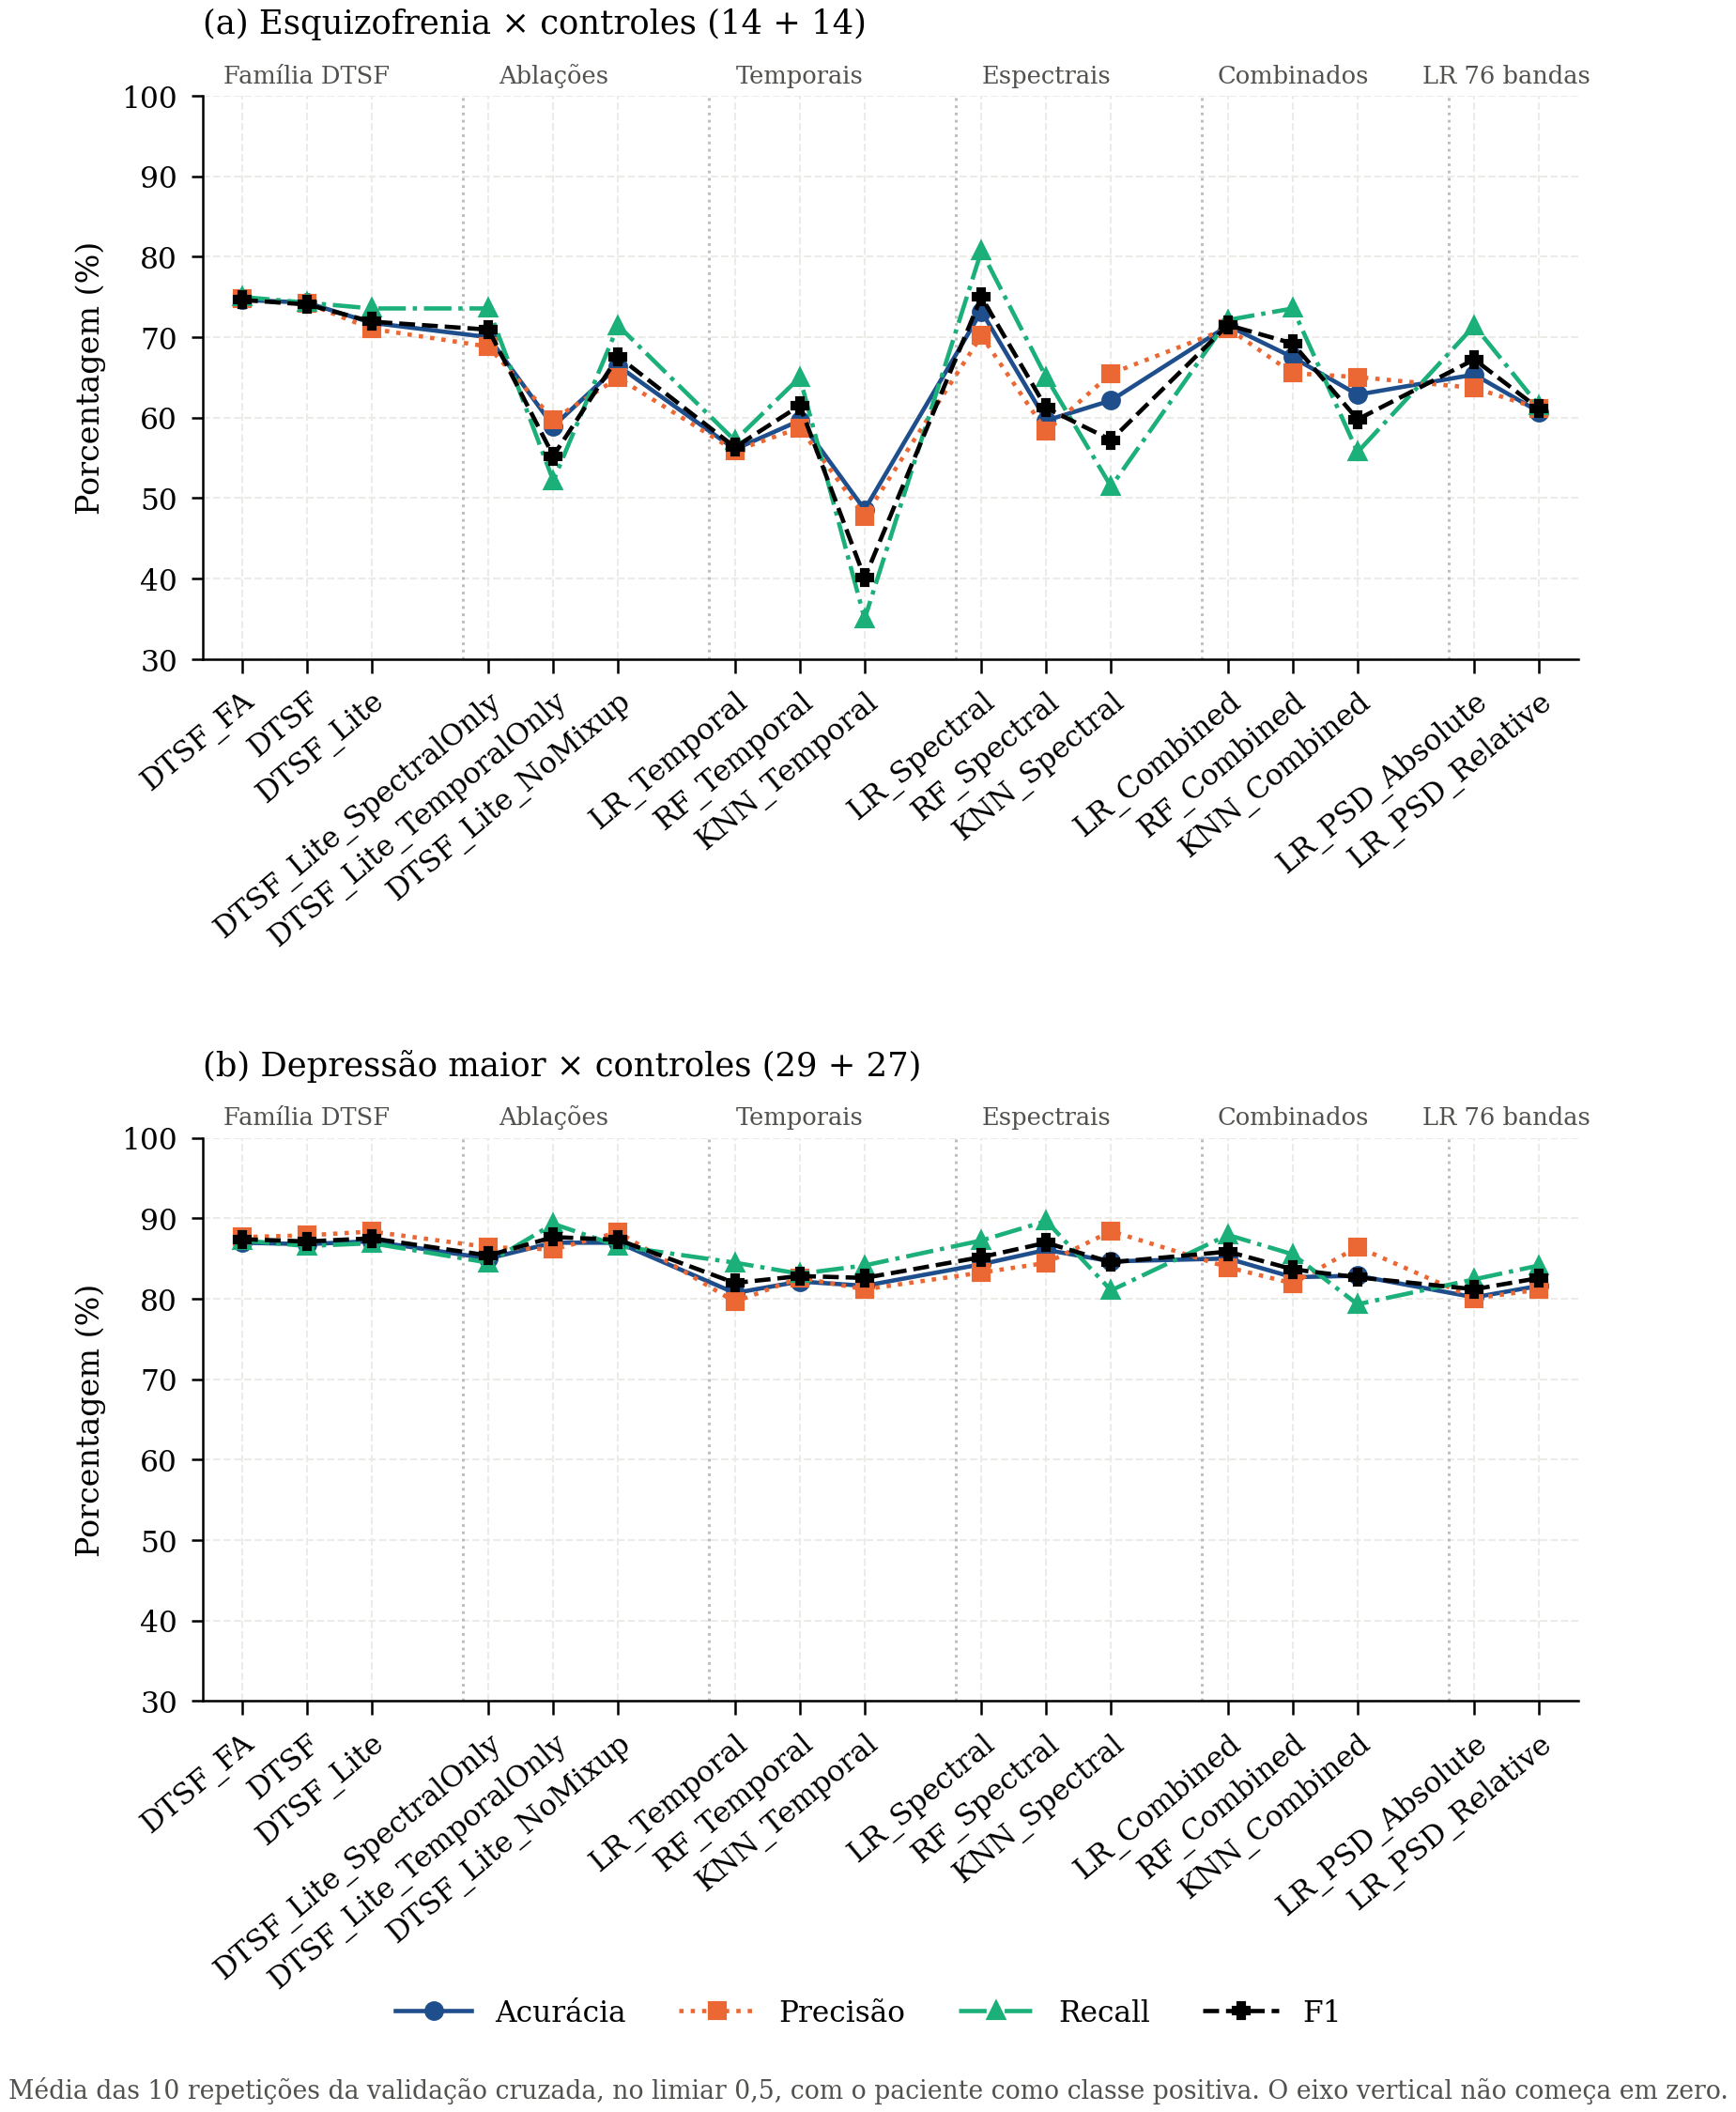 (a) Esquizofrenia × controles (14 + 14)
Família DTSF Ablações Temporais Espectrais Combinados LR 76 bandas
100
90
80
70
60
50
40
30
Porcentagem (%)
DTSF_FA
DTSF
DTSF_Lite
DTSF_Lite_SpectralOnly
DTSF_Lite_TemporalOnly
DTSF_Lite_NoMixup
LR_Temporal
RF_Temporal
KNN_Temporal
LR_Spectral
RF_Spectral
KNN_Spectral
LR_Combined
RF_Combined
KNN_Combined
LR_PSD_Absolute
LR_PSD_Relative
(b) Depressão maior × controles (29 + 27)
Família DTSF Ablações Temporais Espectrais Combinados LR 76 bandas
100
90
80
70
60
50
40
30
Porcentagem (%)
DTSF_FA
DTSF
DTSF_Lite
DTSF_Lite_SpectralOnly
DTSF_Lite_TemporalOnly
DTSF_Lite_NoMixup
LR_Temporal
RF_Temporal
KNN_Temporal
LR_Spectral
RF_Spectral
KNN_Spectral
LR_Combined
RF_Combined
KNN_Combined
LR_PSD_Absolute
LR_PSD_Relative
Acurácia Precisão Recall F1
Média das 10 repetições da validação cruzada, no limiar 0,5, com o paciente como classe positiva. O eixo vertical não começa em zero.